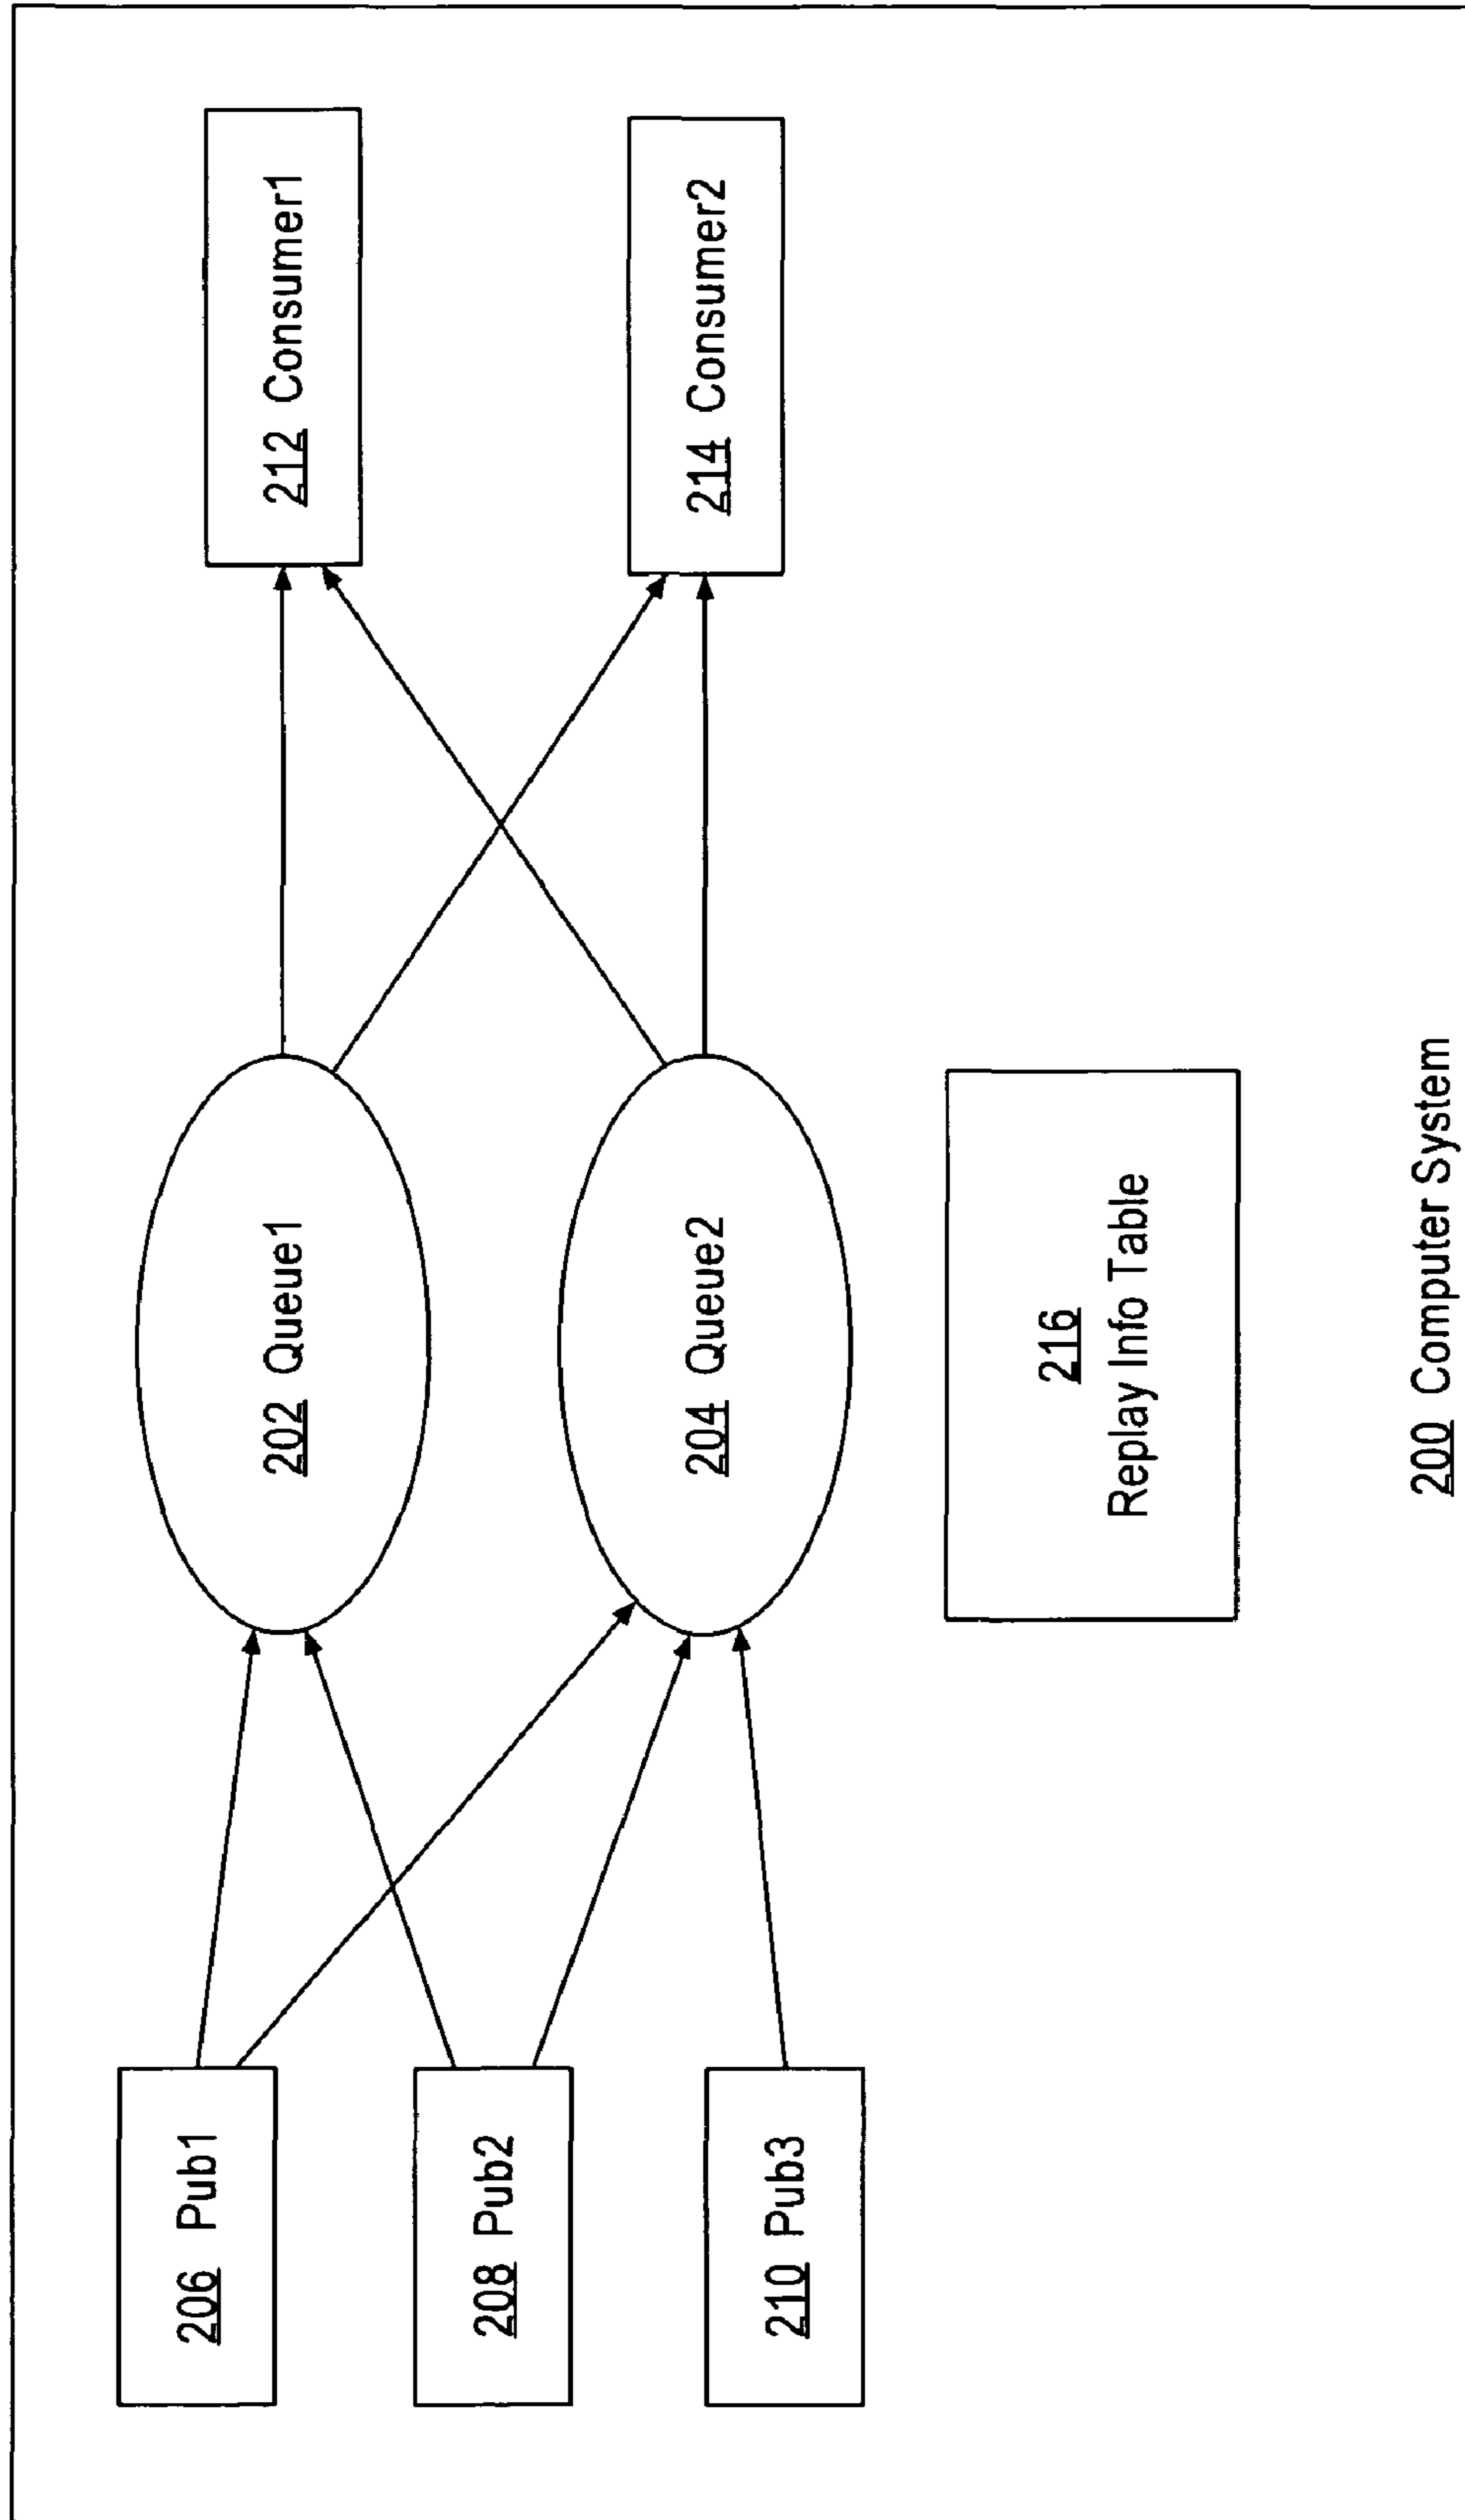 206 Pub1
208 Pub2
210 Pub3
202 Queue1
204 Queue2
212 Consumer1
214 Consumer2
216
Replay Info Table
200 Computer System